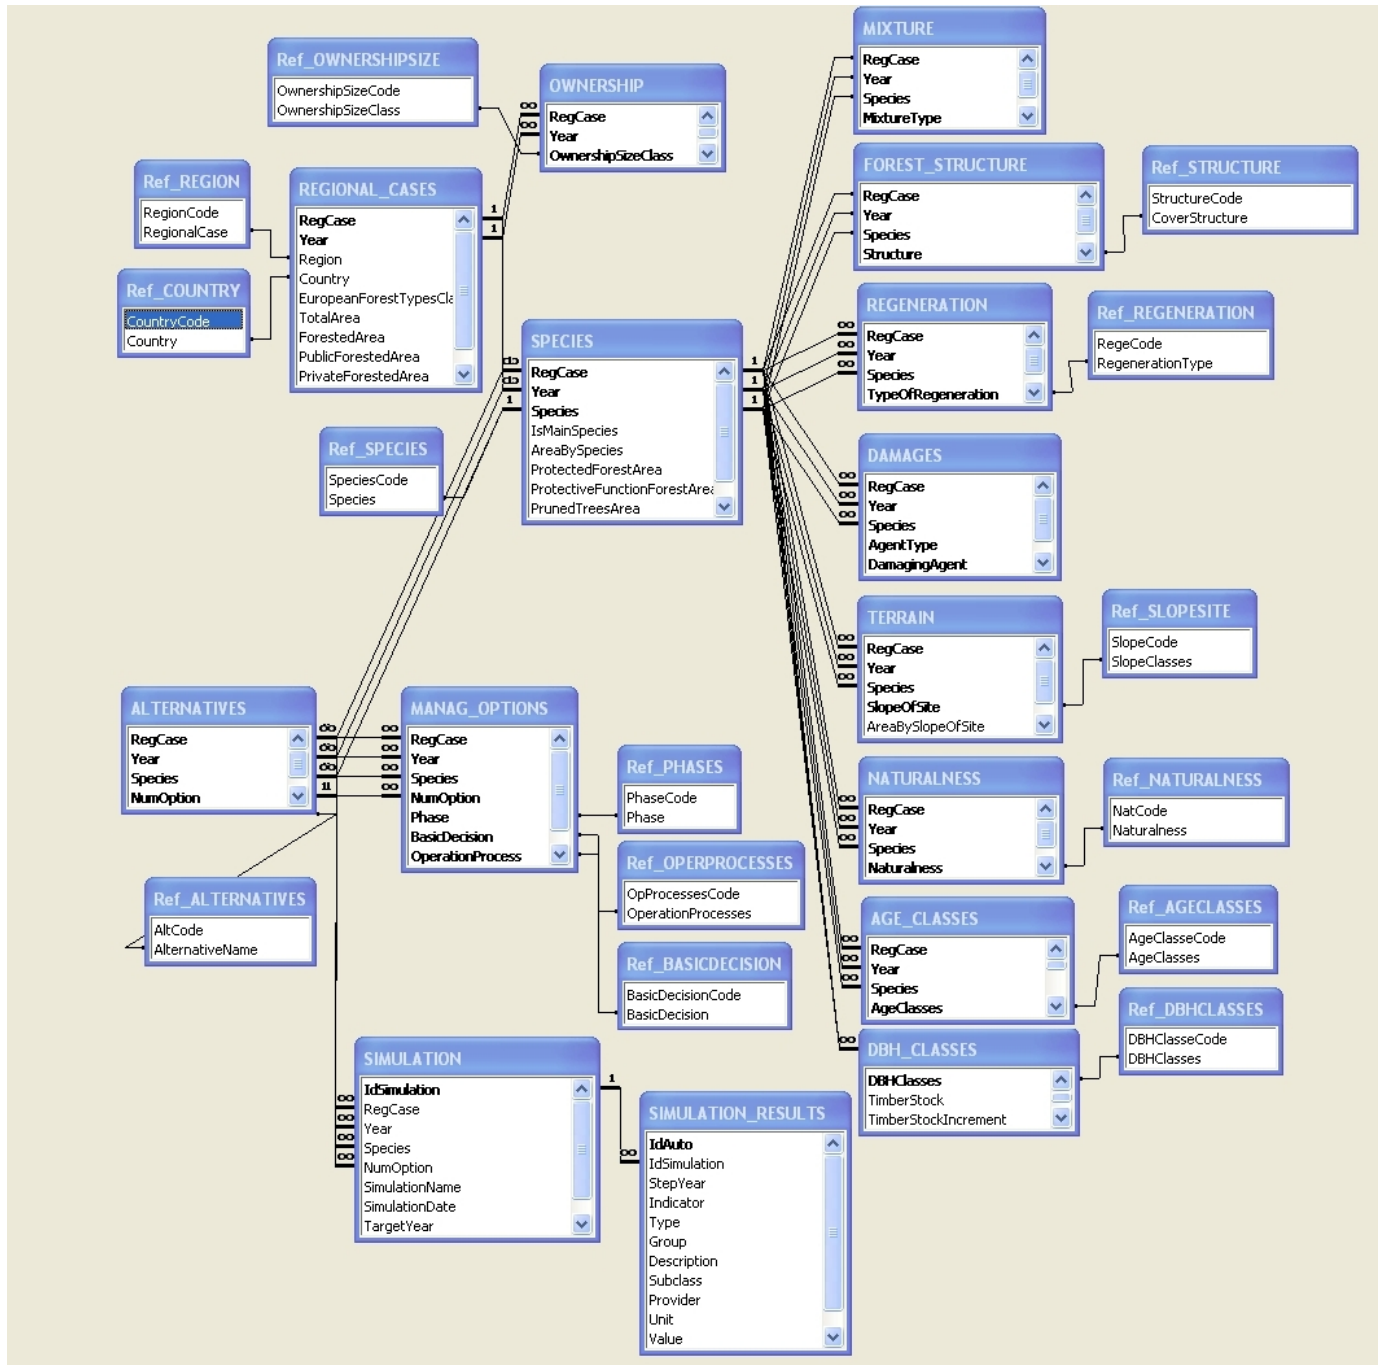 Ref_OWNERSHIPSIZE
OwnershipSizeCode
OwnershipSizeClass
OWNERSHIP
RegCase
Year
OwnershipSizeClass
MIXTURE
RegCase
Year
Species
MixtureType
Ref_REGION
RegionCode
RegionalCase
REGIONAL_CASES
RegCase
Year
Region
Country
EuropeanForestTypesCla
TotalArea
ForestedArea
PublicForestedArea
PrivateForestedArea
FOREST_STRUCTURE
RegCase
Year
Species
Structure
Ref_STRUCTURE
StructureCode
CoverStructure
Ref_COUNTRY
CountryCode
Country
SPECIES
RegCase
Year
Species
IsMainSpecies
AreaBySpecies
ProtectedForestArea
ProtectiveFunctionForestArea
PrunedTreesArea
REGENERATION
RegCase
Year
Species
TypeOfRegeneration
Ref_REGENERATION
RegeCode
RegenerationType
Ref_SPECIES
SpeciesCode
Species
DAMAGES
RegCase
Year
Species
AgentType
DamagingAgent
TERRAIN
RegCase
Year
Species
SlopeOfSite
AreaBySlopeOfSite
Ref_SLOPESITE
SlopeCode
SlopeClasses
ALTERNATIVES
RegCase
Year
Species
NumOption
MANAG_OPTIONS
RegCase
Year
Species
NumOption
Phase
BasicDecision
OperationProcess
Ref_PHASES
PhaseCode
Phase
NATURALNESS
RegCase
Year
Species
Naturalness
Ref_NATURALNESS
NatCode
Naturalness
Ref_OPERPROCESSES
OpProcessesCode
OperationProcesses
Ref_ALTERNATIVES
AltCode
AlternativeName
Ref_BASICDECISION
BasicDecisionCode
BasicDecision
AGE_CLASSES
RegCase
Year
Species
AgeClasses
Ref_AGECLASSES
AgeClasseCode
AgeClasses
Ref_DBHCLASSES
DBHClasseCode
DBHClasses
DBH_CLASSES
DBHClasses
TimberStock
TimberStockIncrement
SIMULATION
IdSimulation
RegCase
Year
Species
NumOption
SimulationName
SimulationDate
TargetYear
SIMULATION_RESULTS
IdAuto
IdSimulation
StepYear
Indicator
Type
Group
Description
Subclass
Provider
Unit
Value